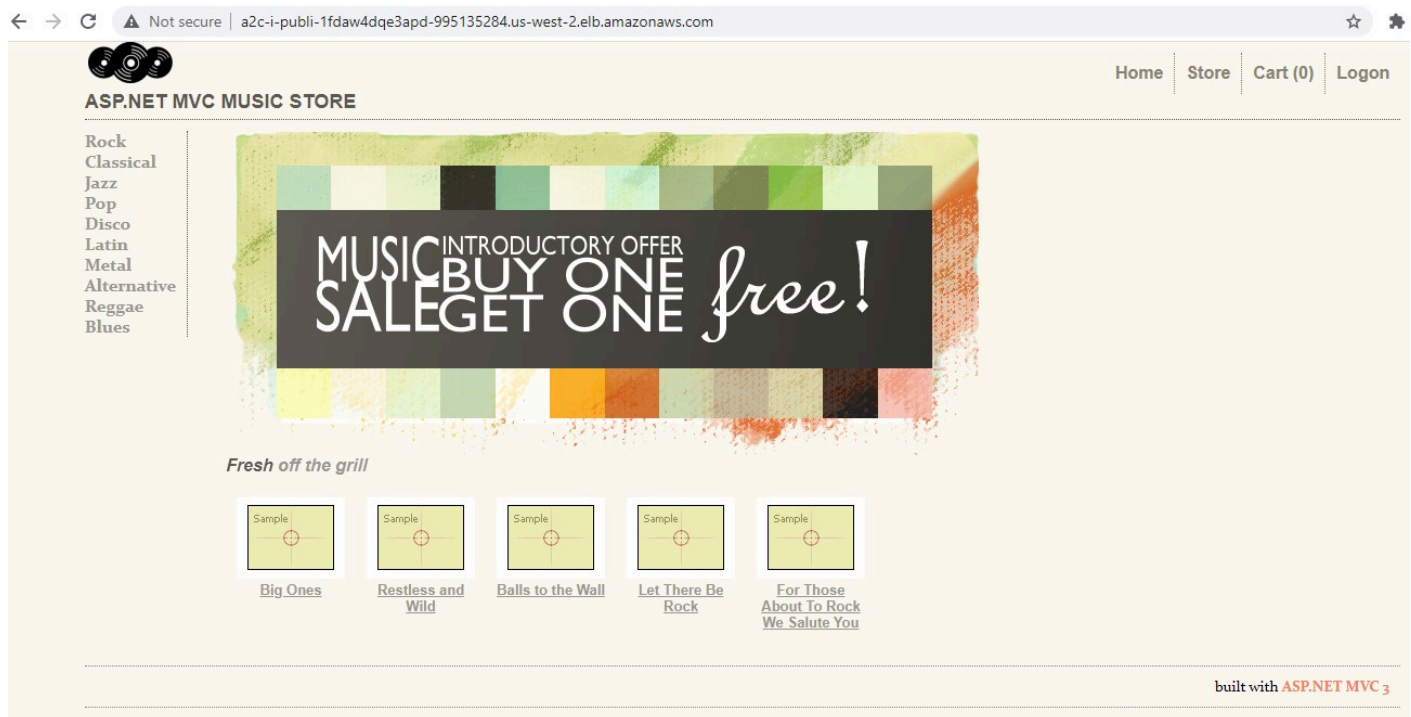 Not secure | a2c-i-publi-1fdaw4dqe3apd-995135284.us-west-2.elb.amazonaws.com
Home
Store
Cart (0)
Logon
ASP.NET MVC MUSIC STORE
Rock
Classical
Jazz
Pop
Disco
Latin
Metal
Alternative
Reggae
Blues
MUSIC
SALE
INTRODUCTORY OFFER
BUY ONE
GET ONE
free!
Fresh off the grill
Sample
Big Ones
Sample
Restless and
Wild
Sample
Balls to the Wall
Sample
Let There Be
Rock
Sample
For Those
About To Rock
We Salute You
built with ASP.NET MVC 3